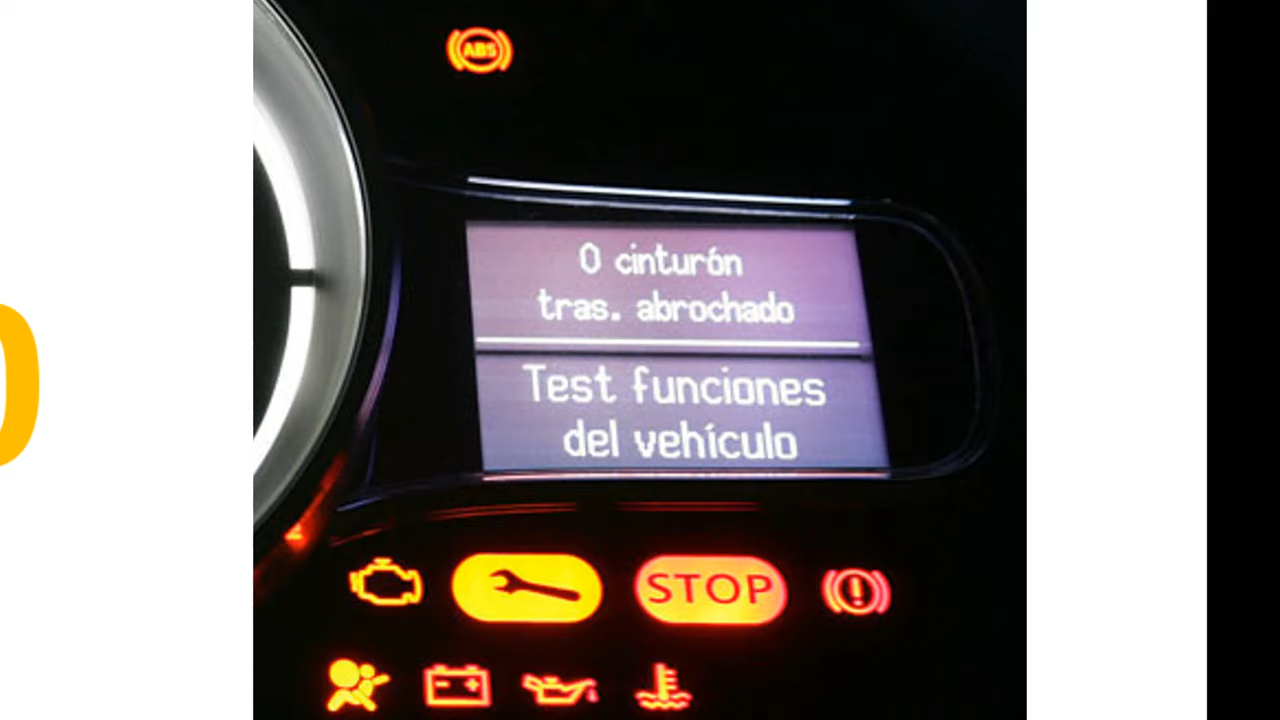 ABS
0 cinturón
tras. abrochado
Test funciones
del vehículo
STOP